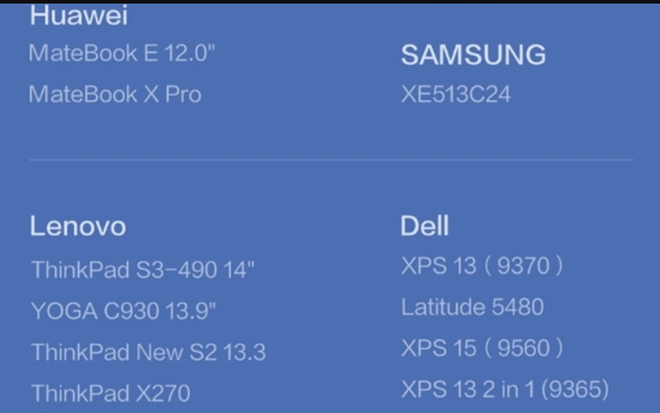 Huawei
MateBook E 12.0"
MateBook X Pro
SAMSUNG
XE513C24
Lenovo
ThinkPad S3-490 14"
YOGA C930 13.9"
ThinkPad New S2 13.3
ThinkPad X270
Dell
XPS 13 ( 9370 )
Latitude 5480
XPS 15 ( 9560 )
XPS 13 2 in 1 (9365)